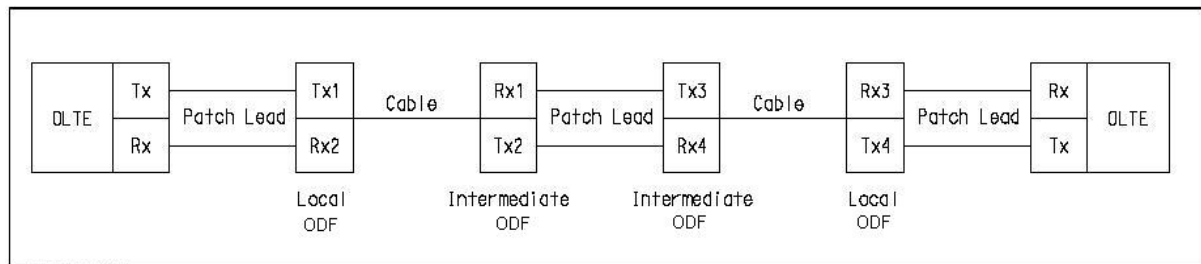 OLTE
Tx
Rx
Patch Lead
Tx1
Rx2
Local
ODF
Cable
Rx1
Tx2
Intermediate
ODF
Patch Lead
Tx3
Rx4
Intermediate
ODF
Cable
Rx3
Tx4
Local
ODF
Patch Lead
Rx
Tx
OLTE